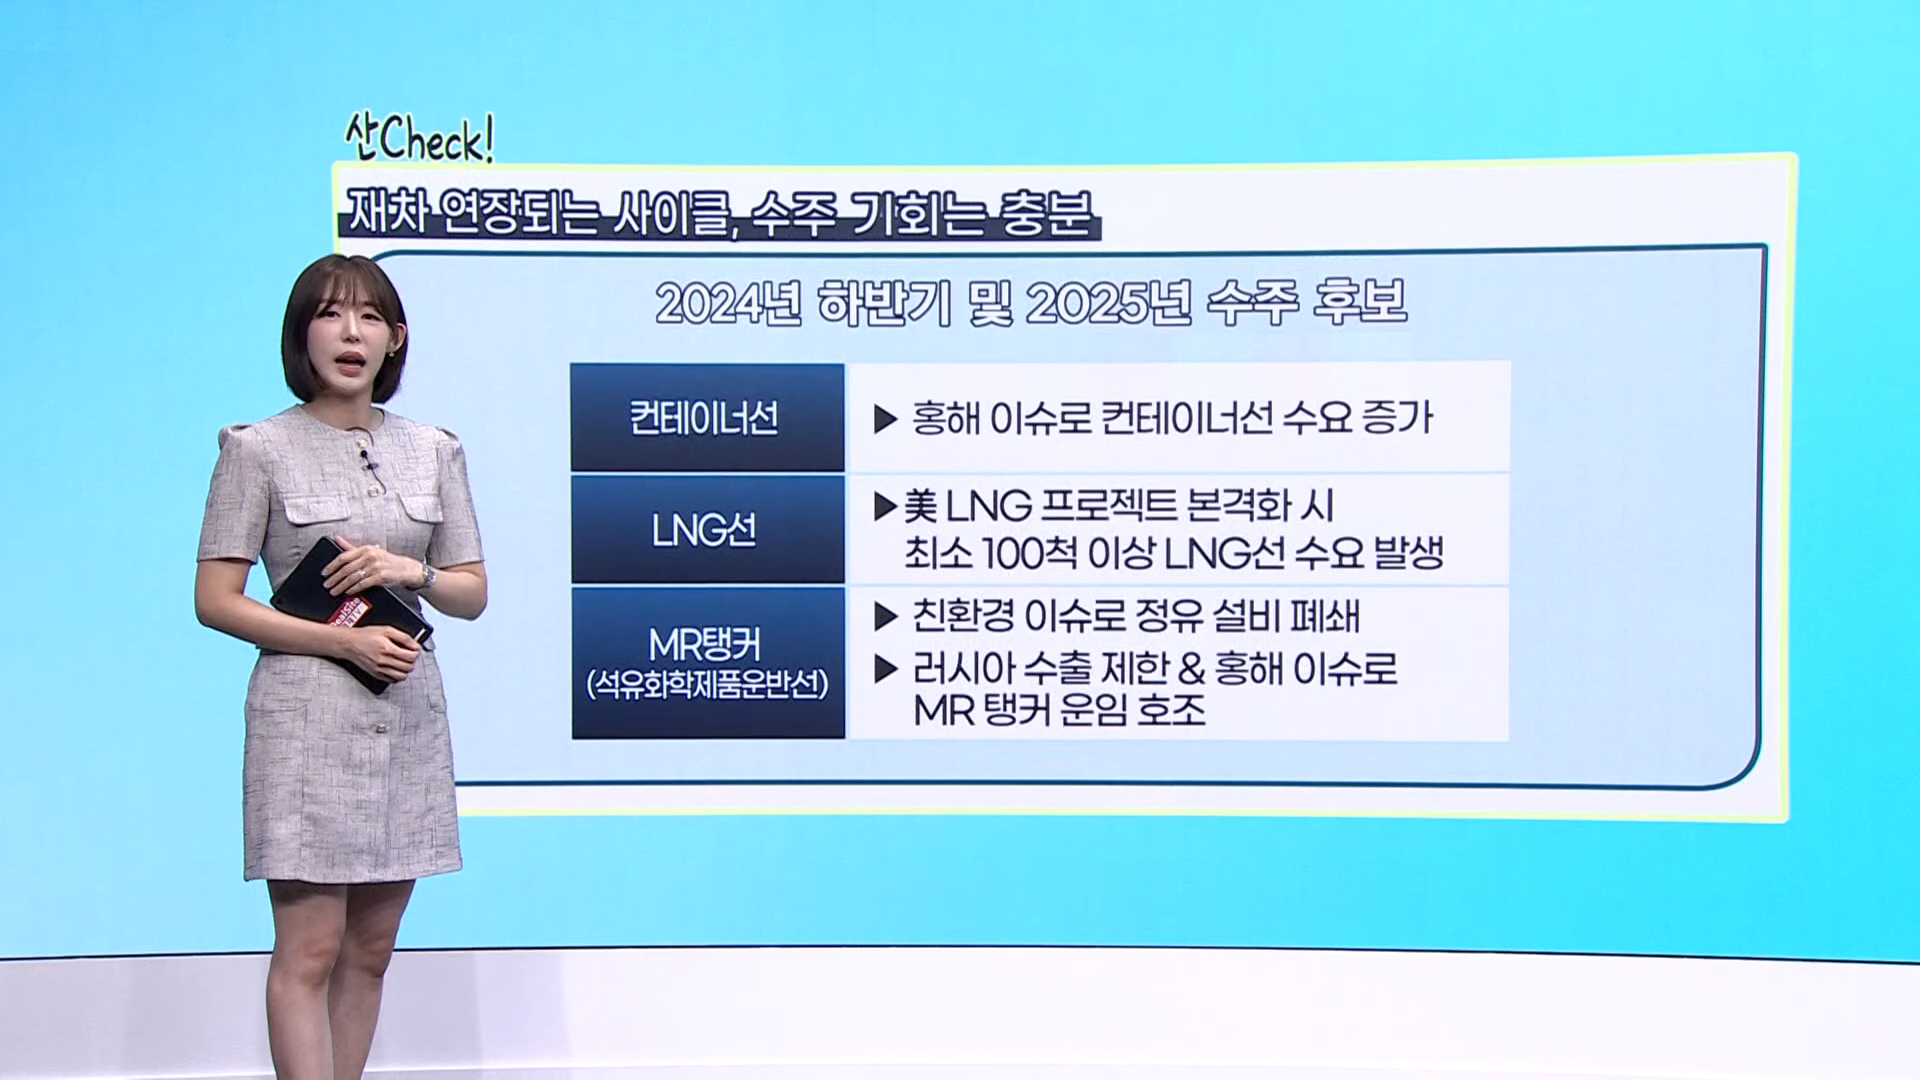 산Check!
재차 연장되는 사이클, 수주 기회는 충분
2024년 하반기 및 2025년 수주 후보
컨테이너선
▶ 홍해 이슈로 컨테이너선 수요 증가
LNG선
▶美 LNG 프로젝트 본격화 시
최소 100척 이상 LNG선 수요 발생
MR탱커
(석유화학제품운반선)
▶ 친환경 이슈로 정유 설비 폐쇄
▶ 러시아 수출 제한 & 홍해 이슈로
MR 탱커 운임 호조